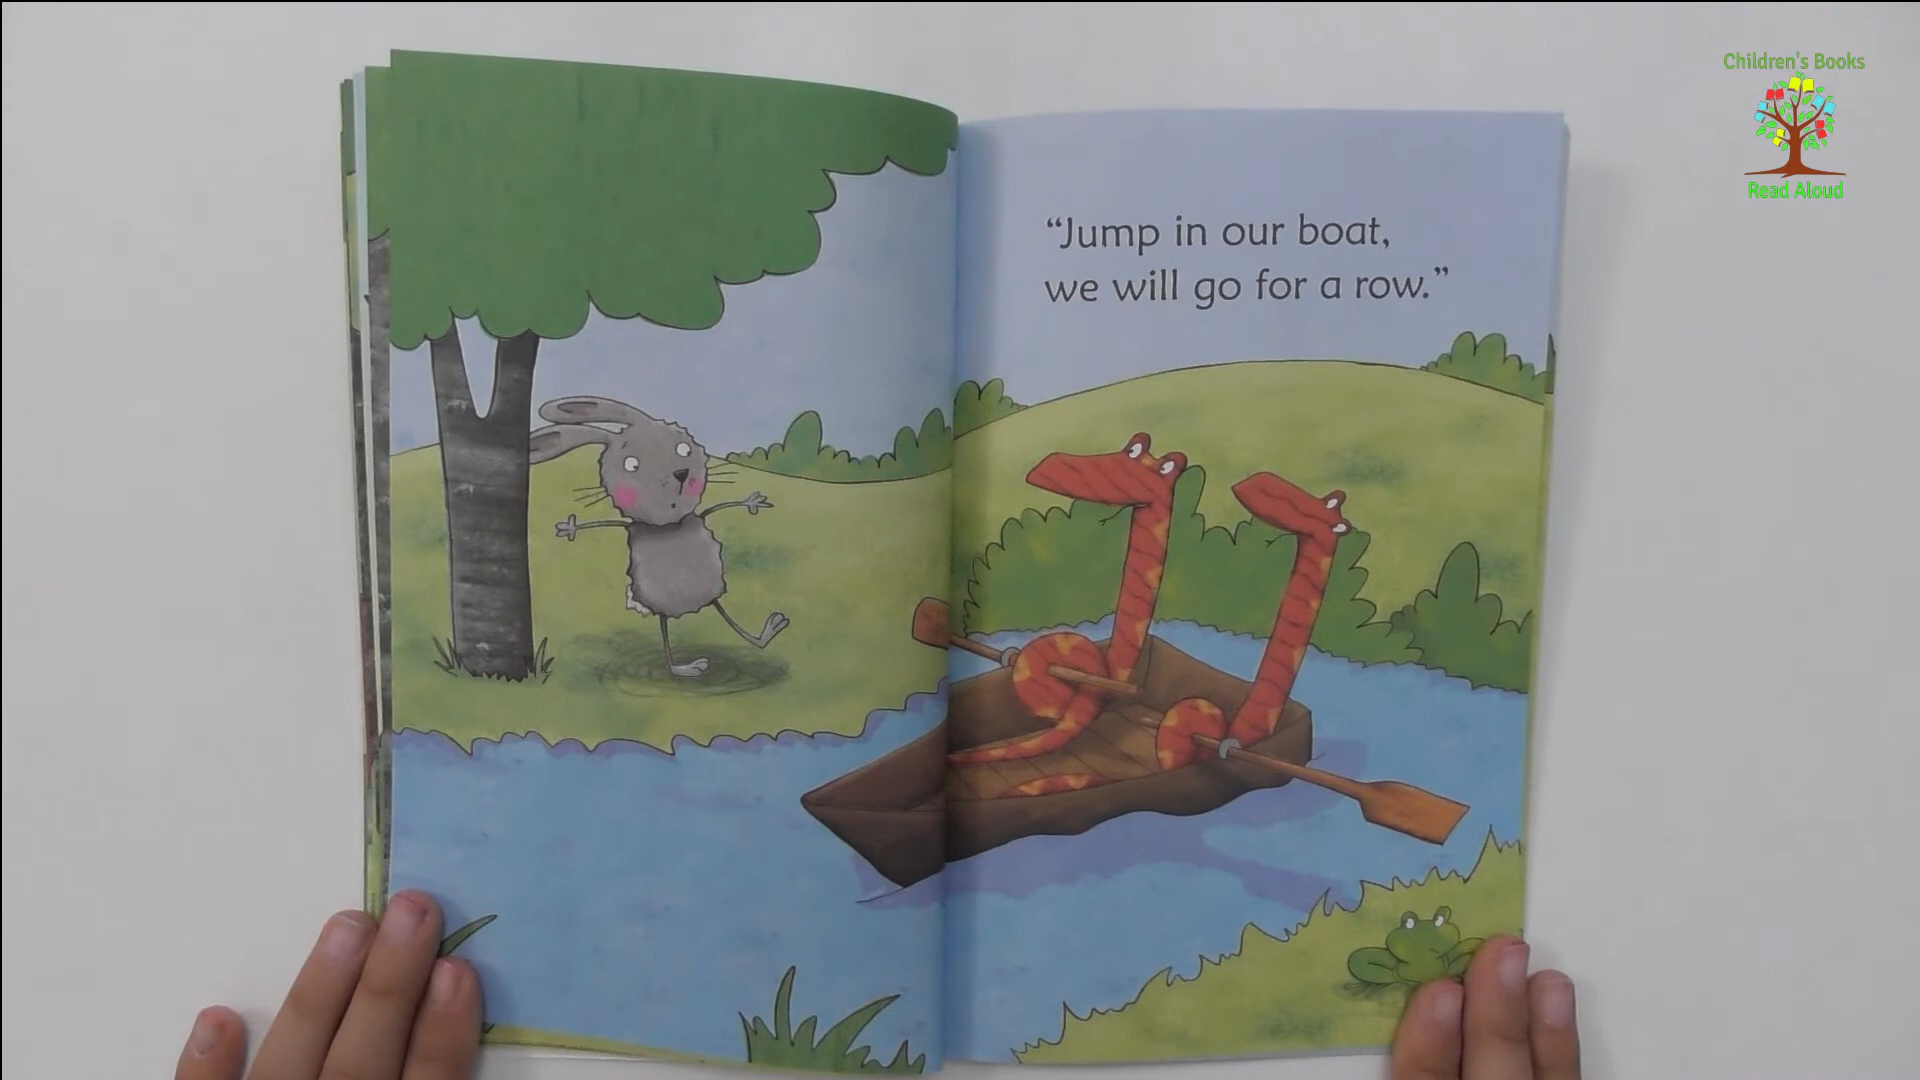 Children's Books
Read Aloud
“Jump in our boat,
we will go for a row.”